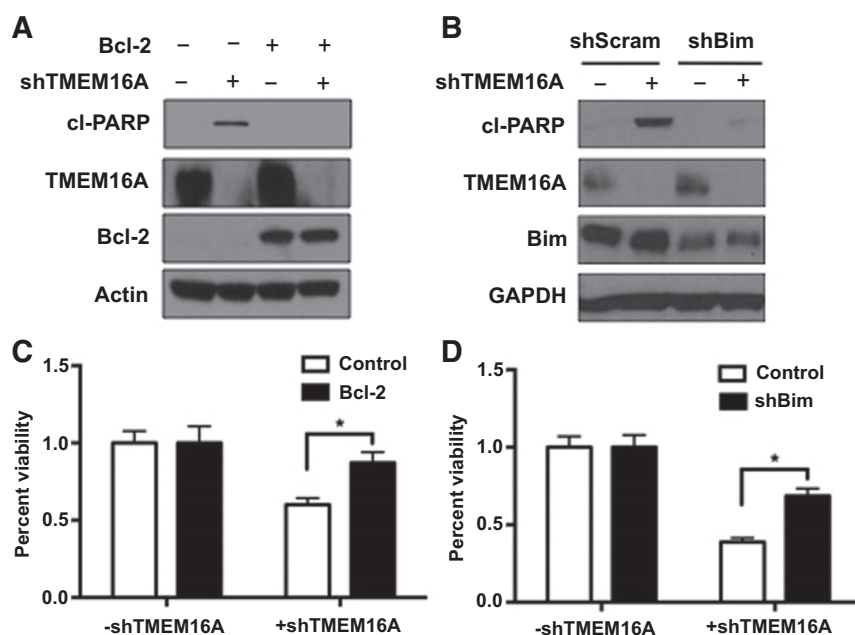 A
Bcl-2 – – + +
shTMEM16A – + – +
cl-PARP
TMEM16A
Bcl-2
Actin
B
shScram shBim
shTMEM16A – + – +
cl-PARP
TMEM16A
Bim
GAPDH
C
1.5
1.0
0.5
0.0
Percent viability
Control
Bcl-2
*
-shTMEM16A +shTMEM16A
D
1.5
1.0
0.5
0.0
Percent viability
Control
shBim
*
-shTMEM16A +shTMEM16A